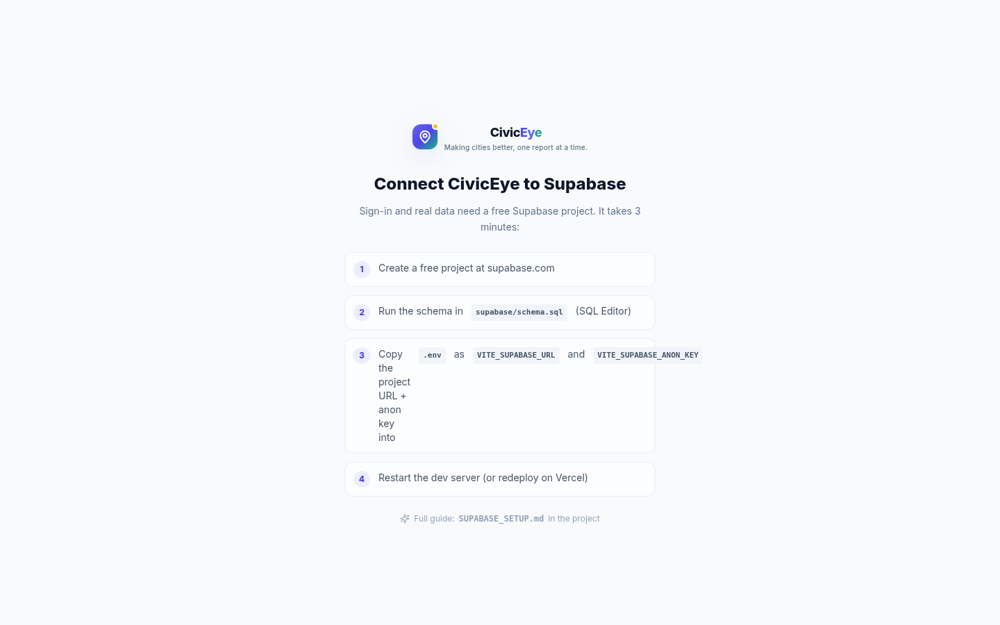 CivicEye
Making cities better, one report at a time.
Connect CivicEye to Supabase
Sign-in and real data need a free Supabase project. It takes 3
minutes:
1 Create a free project at supabase.com
2 Run the schema in supabase/schema.sql (SQL Editor)
3 Copy the project URL + anon key into .env as VITE_SUPABASE_URL and VITE_SUPABASE_ANON_KEY
4 Restart the dev server (or redeploy on Vercel)
Full guide: SUPABASE_SETUP.md in the project